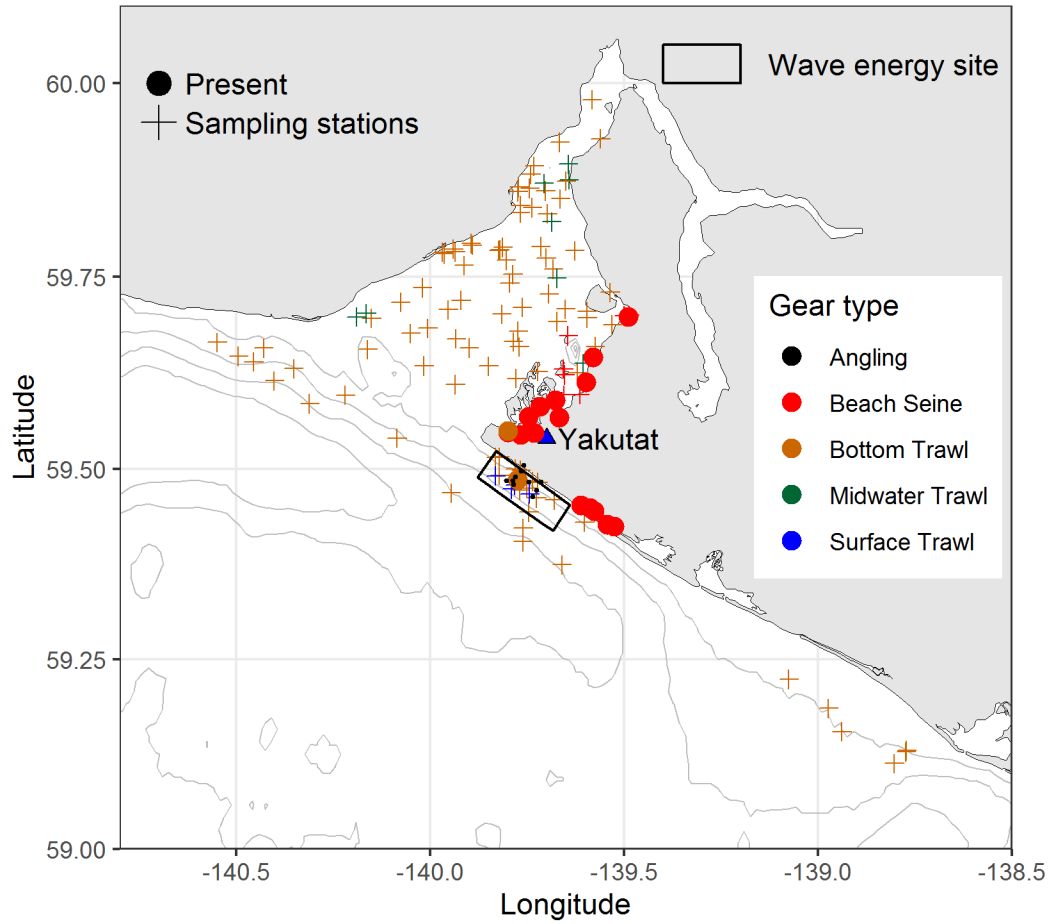 60.00
59.75
59.50
59.25
59.00
Latitude
Present
Sampling stations
Wave energy site
Yakutat
Gear type
Angling
Beach Seine
Bottom Trawl
Midwater Trawl
Surface Trawl
-140.5
-140.0
-139.5
-139.0
-138.5
Longitude